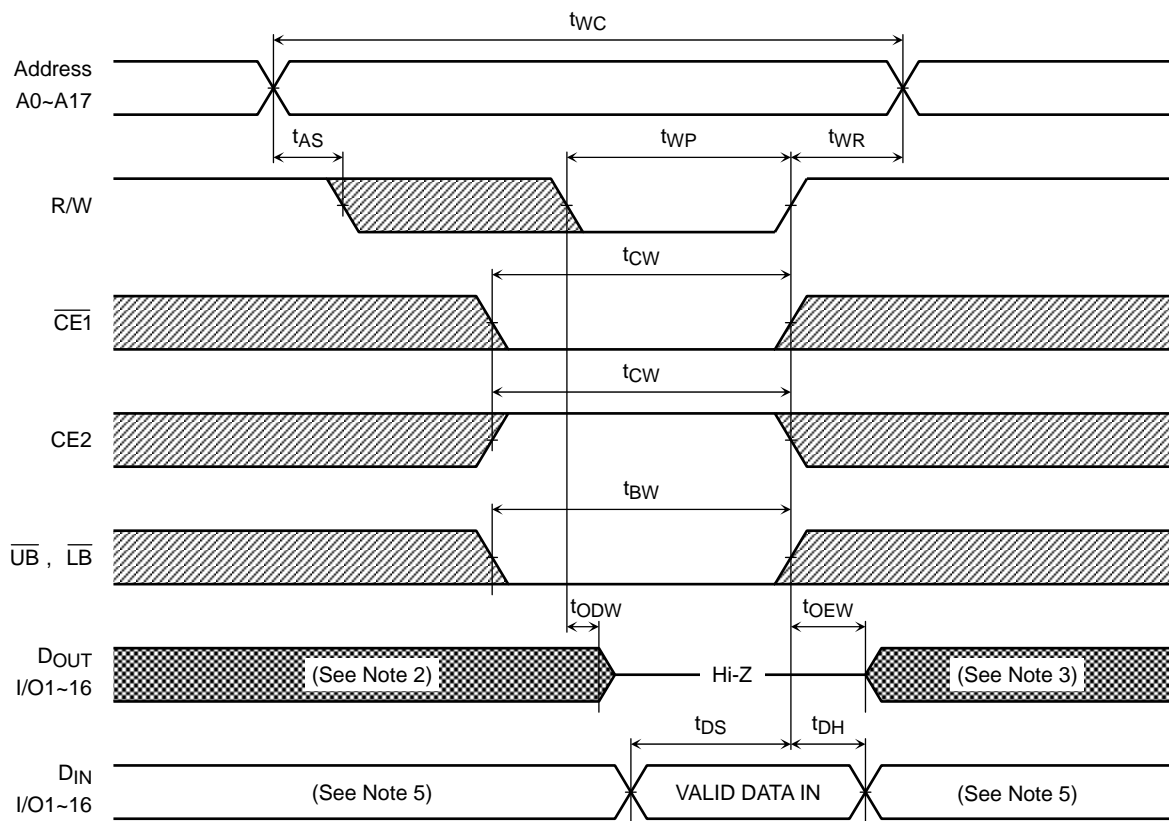 tWC
Address
A0~A17
tAS
tWP
tWR
R/W
tCW
CE1
tCW
CE2
tBW
UB , LB
tODW
tOEW
DOUT
I/O1~16
(See Note 2)
Hi-Z
(See Note 3)
tDS
tDH
DIN
I/O1~16
(See Note 5)
VALID DATA IN
(See Note 5)